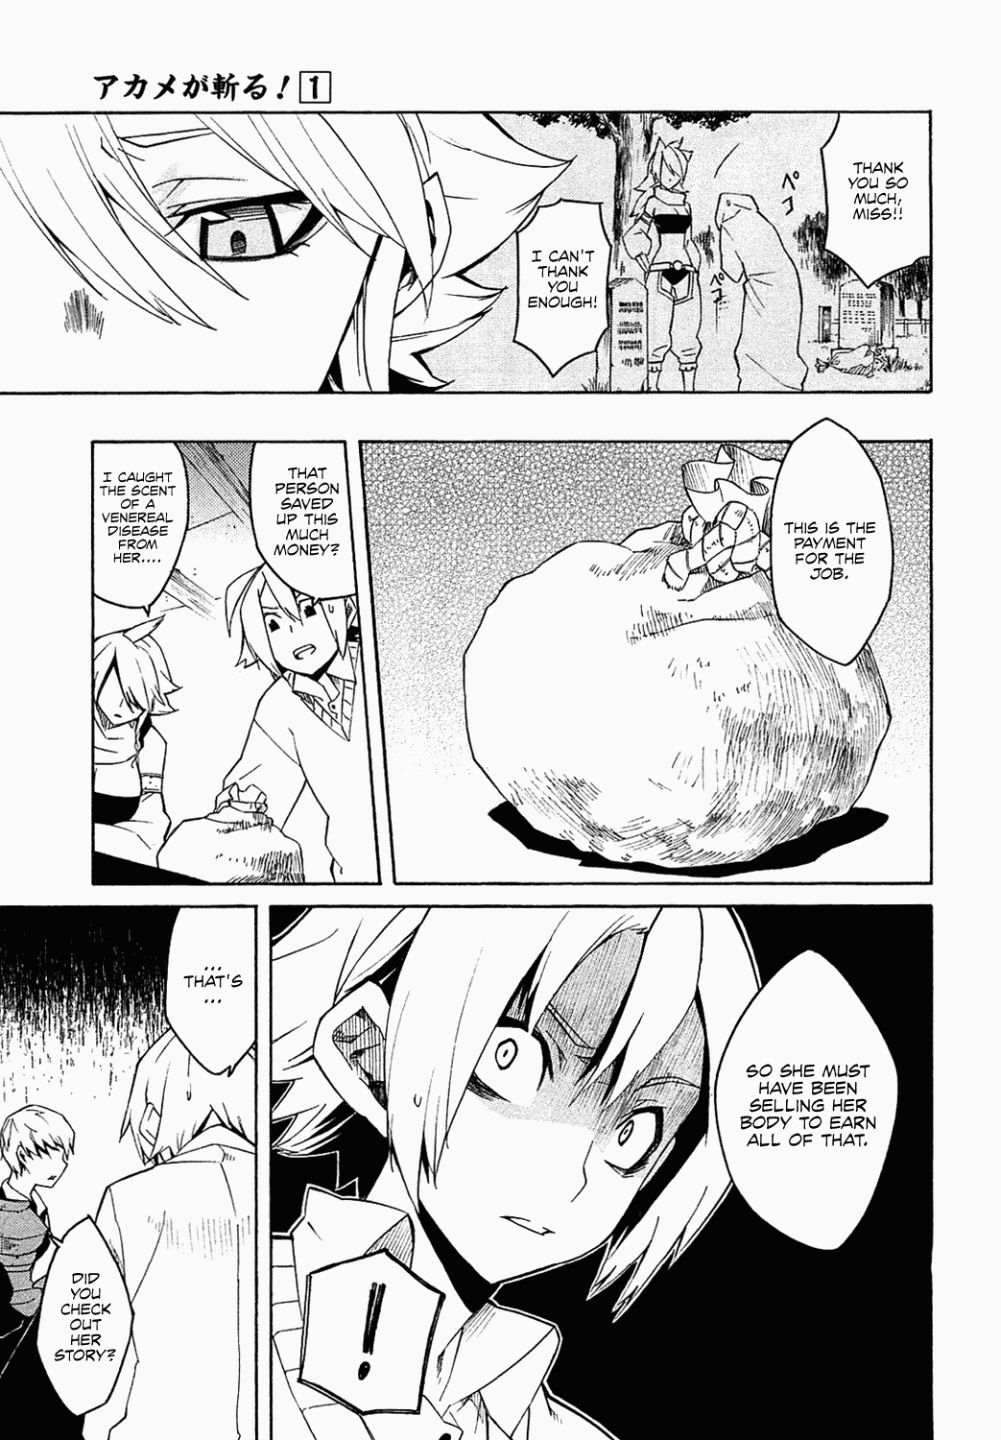 アカメが斬る! 1
THANK
YOU SO
MUCH,
MISS!!
ペコ
I CAN'T
THANK
YOU
ENOUGH!
THIS IS THE
PAYMENT
FOR THE
JOB.
THAT
PERSON
SAVED
UP THIS
MUCH
MONEY?
I CAUGHT
THE SCENT
OF A
VENEREAL
DISEASE
FROM
HER....
SO SHE MUST
HAVE BEEN
SELLING HER
BODY TO EARN
ALL OF THAT.
!
...
THAT'S
...
DID
YOU
CHECK
OUT
HER
STORY?